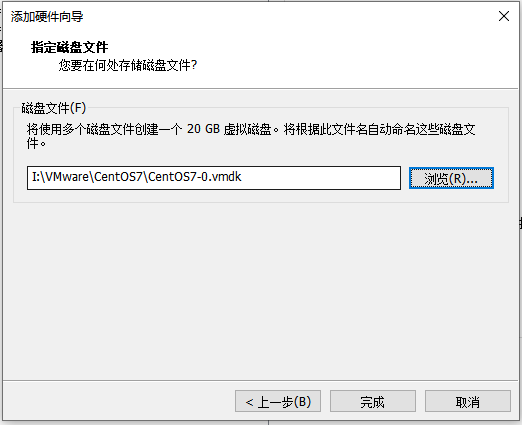 添加硬件向导
指定磁盘文件
您要在何处存储磁盘文件?
磁盘文件(F)
将使用多个磁盘文件创建一个 20 GB 虚拟磁盘。将根据此文件名自动命名这些磁盘文
件。
I:\VMware\CentOS7\CentOS7-0.vmdk
浏览(R)...
< 上一步(B)
完成
取消